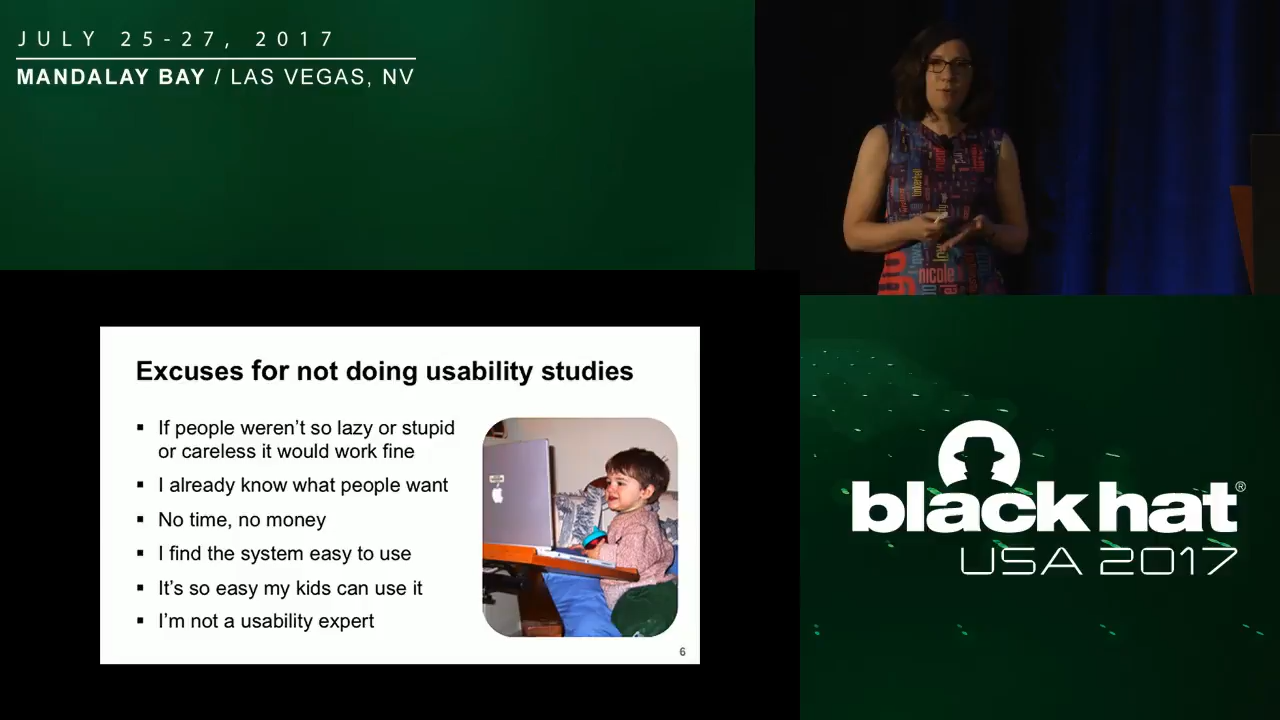 JULY 25-27, 2017
MANDALAY BAY / LAS VEGAS, NV
Excuses for not doing usability studies
▪ If people weren't so lazy or stupid
or careless it would work fine
▪ I already know what people want
▪ No time, no money
▪ I find the system easy to use
▪ It's so easy my kids can use it
▪ I'm not a usability expert
6
nicole
black hat®
USA 2017